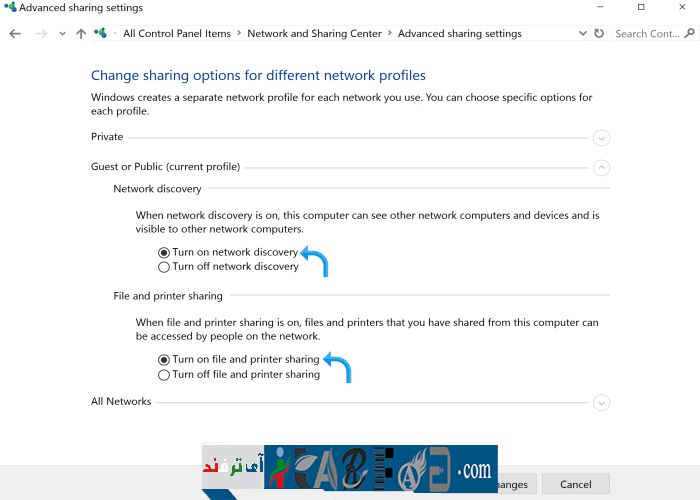 Advanced sharing settings
All Control Panel Items > Network and Sharing Center > Advanced sharing settings
Search Cont...
Change sharing options for different network profiles
Windows creates a separate network profile for each network you use. You can choose specific options for
each profile.
Private
Guest or Public (current profile)
Network discovery
When network discovery is on, this computer can see other network computers and devices and is
visible to other network computers.
Turn on network discovery
Turn off network discovery
File and printer sharing
When file and printer sharing is on, files and printers that you have shared from this computer can
be accessed by people on the network.
Turn on file and printer sharing
Turn off file and printer sharing
All Networks
آی ترفند
.com
Cancel